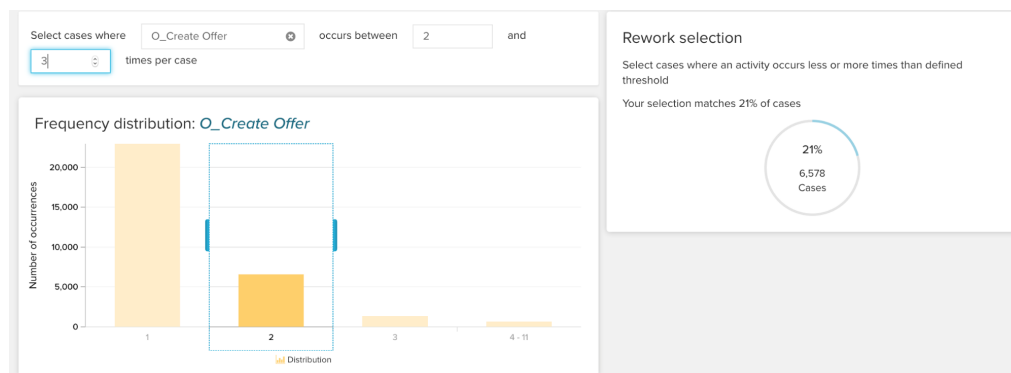 Select cases where O_Create Offer occurs between 2 and
3 times per case
Frequency distribution: O_Create Offer
Number of occurrences
20,000
15,000
10,000
5,000
0
1 2 3 4 - 11
Distribution
Rework selection
Select cases where an activity occurs less or more times than defined
threshold
Your selection matches 21% of cases
21%
6,578
Cases